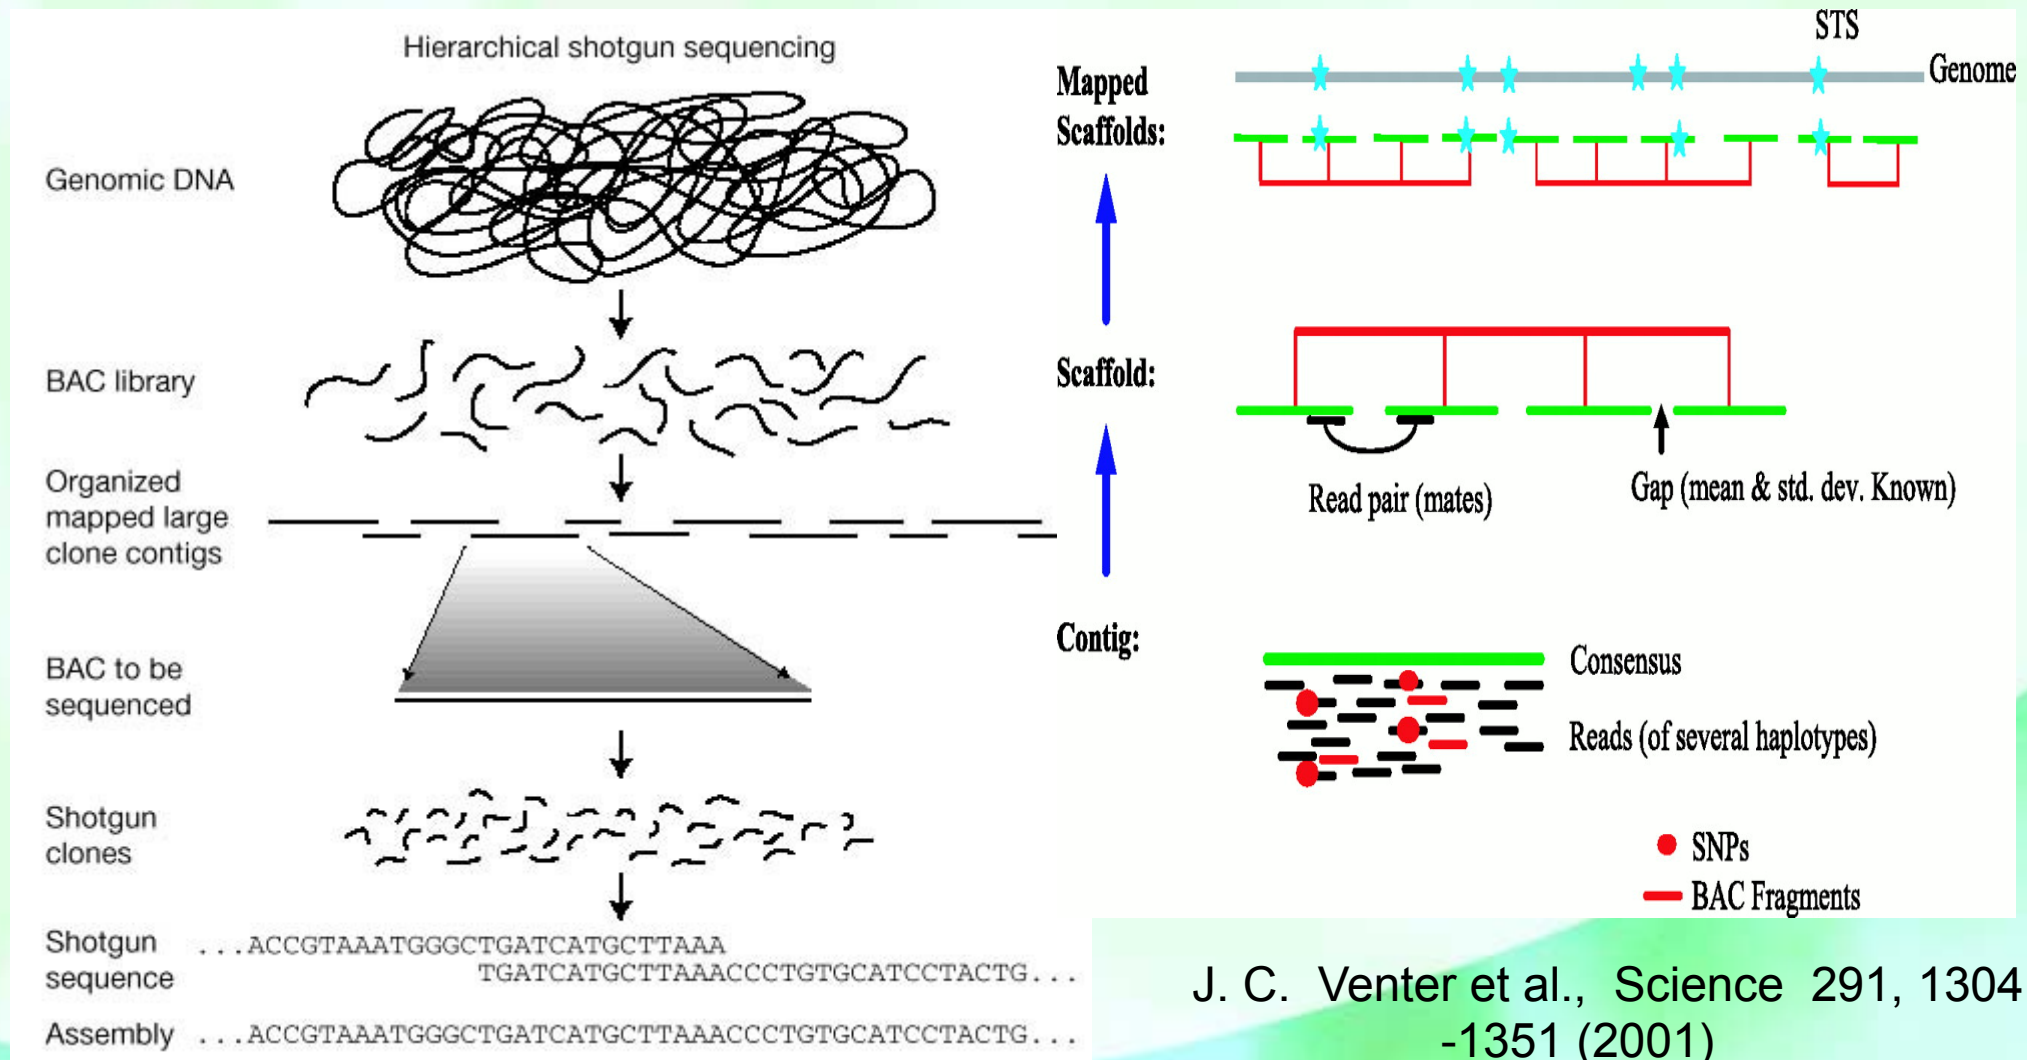 Hierarchical shotgun sequencing
Genomic DNA
BAC library
Organized
mapped large
clone contigs
BAC to be
sequenced
Shotgun
clones
Shotgun
sequence
...ACCGTAAATGGGCTGATCATGCTTAAA
TGATCATGCTTAAACCCTGTGCATCCTACTG...
Assembly ...ACCGTAAATGGGCTGATCATGCTTAAACCCTGTGCATCCTACTG...
STS
Genome
Mapped
Scaffolds:
Scaffold:
Read pair (mates)
Gap (mean & std. dev. Known)
Contig:
Consensus
Reads (of several haplotypes)
SNPs
BAC Fragments
J. C. Venter et al., Science 291, 1304
-1351 (2001)